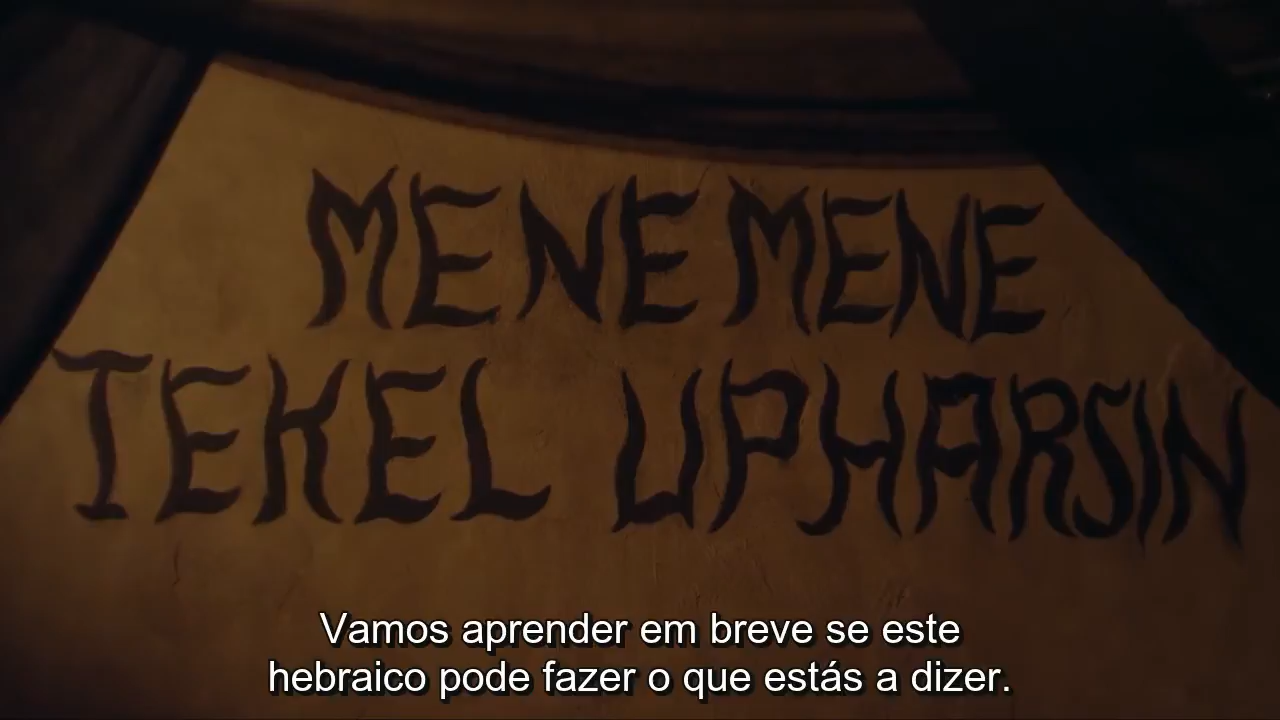 MENE MENE
TEKEL UPHARSIN
Vamos aprender em breve se este
hebraico pode fazer o que estás a dizer.